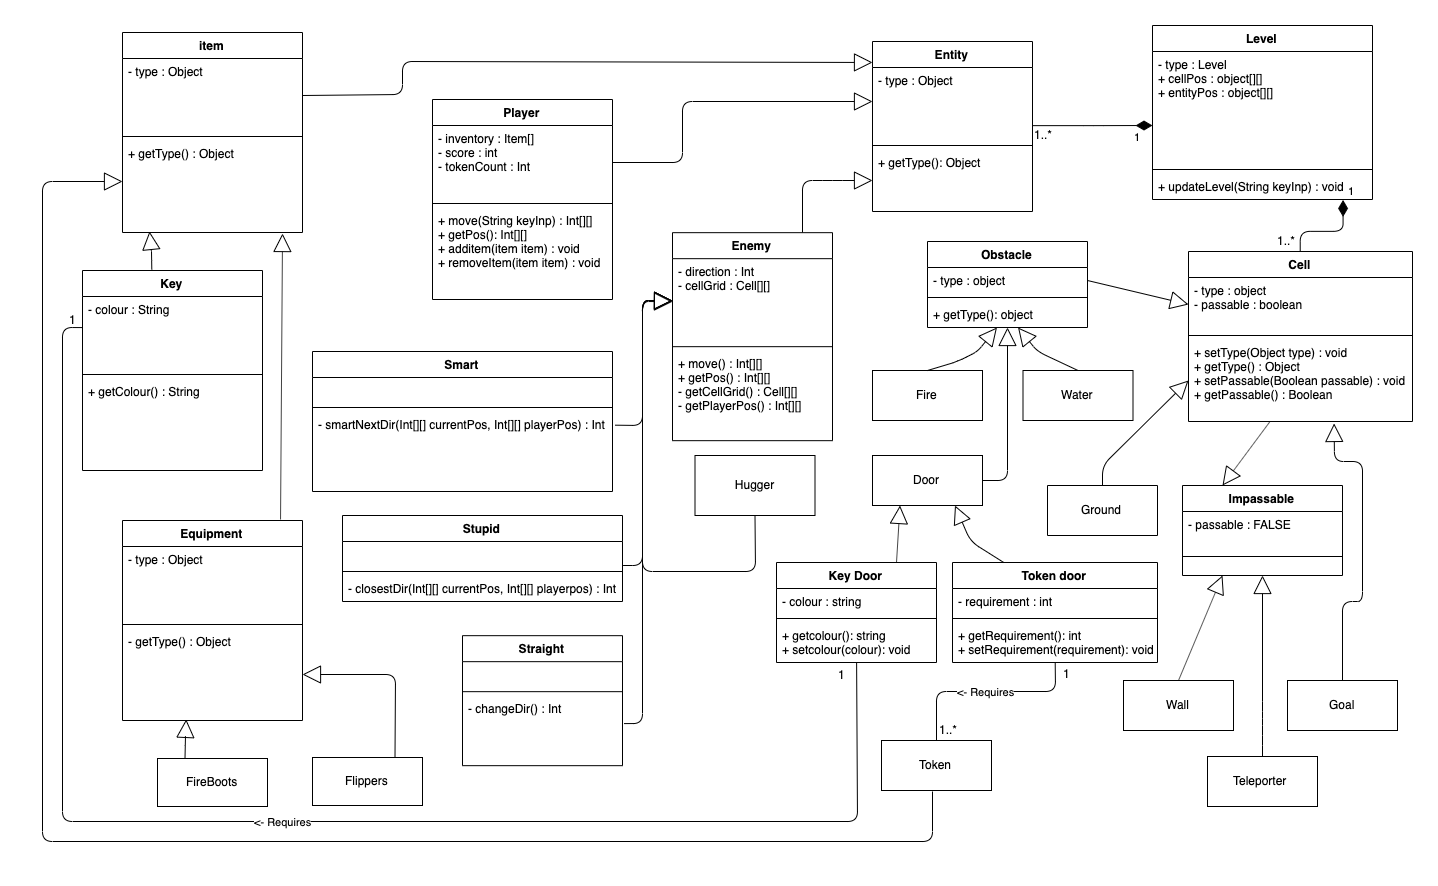 item
- type : Object
+ getType() : Object
Player
- inventory : Item[]
- score : int
- tokenCount : Int
+ move(String keyInp) : Int[][]
+ getPos(): Int[][]
+ additem(item item) : void
+ removeItem(item item) : void
Entity
- type : Object
+ getType(): Object
1..*
1
Level
- type : Level
+ cellPos : object[][]
+ entityPos : object[][]
+ updateLevel(String keyInp) : void
1
1..*
Enemy
- direction : Int
- cellGrid : Cell[][]
+ move() : Int[][]
+ getPos() : Int[][]
- getCellGrid() : Cell[][]
- getPlayerPos() : Int[][]
Obstacle
- type : object
+ getType(): object
Cell
- type : object
- passable : boolean
+ setType(Object type) : void
+ getType() : Object
+ setPassable(Boolean passable) : void
+ getPassable() : Boolean
Key
- colour : String
+ getColour() : String
1
Smart
- smartNextDir(Int[][] currentPos, Int[][] playerPos) : Int
Fire
Water
Hugger
Door
Ground
Impassable
- passable : FALSE
Equipment
- type : Object
- getType() : Object
Stupid
- closestDir(Int[][] currentPos, Int[][] playerpos) : Int
Key Door
- colour : string
+ getcolour(): string
+ setcolour(colour): void
1
Token door
- requirement : int
+ getRequirement(): int
+ setRequirement(requirement): void
1
<- Requires
1..*
Straight
- changeDir() : Int
Wall
Goal
Token
Teleporter
FireBoots
Flippers
<- Requires